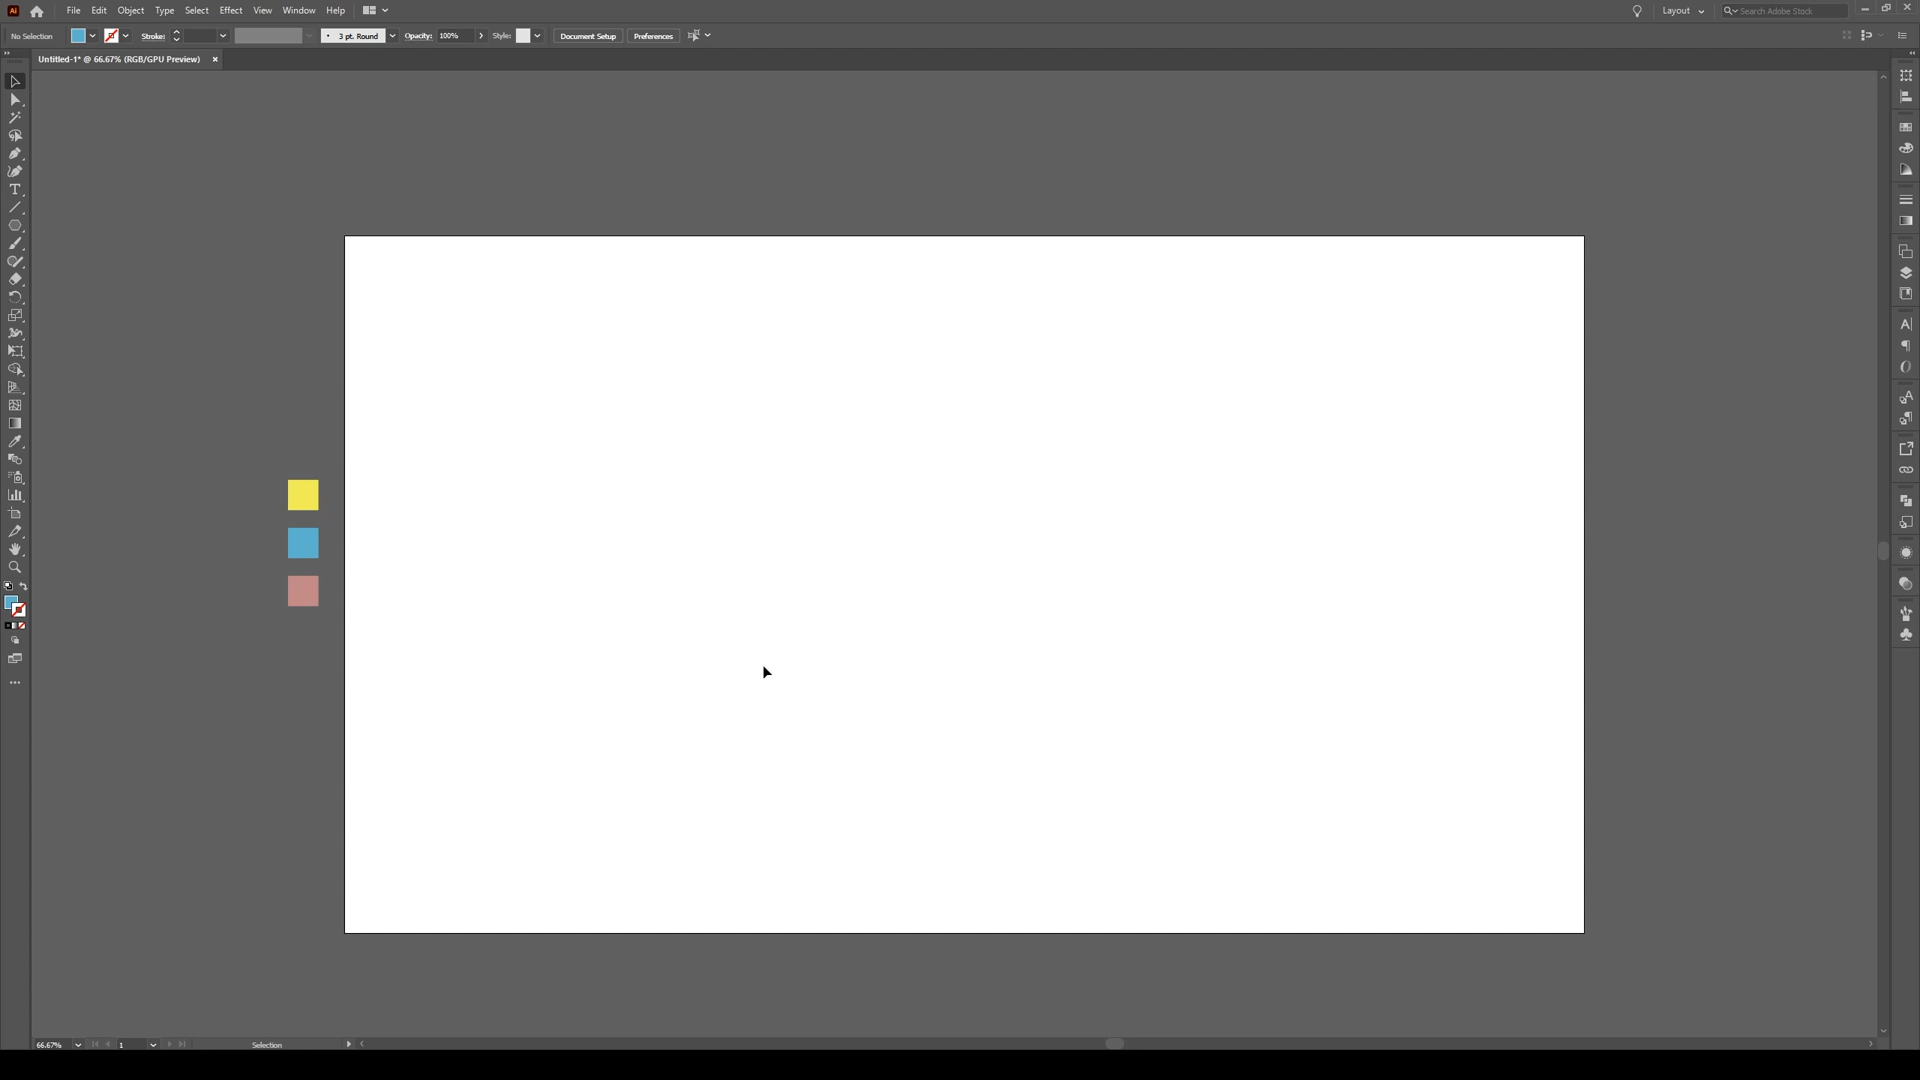 Ai File Edit Object Type Select Effect View Window Help Layout Search Adobe Stock
No Selection Stroke: 3 pt. Round Opacity: 100% Style: Document Setup Preferences
Untitled-1* @ 66.67% (RGB/GPU Preview) ×
66.67% 1 Selection